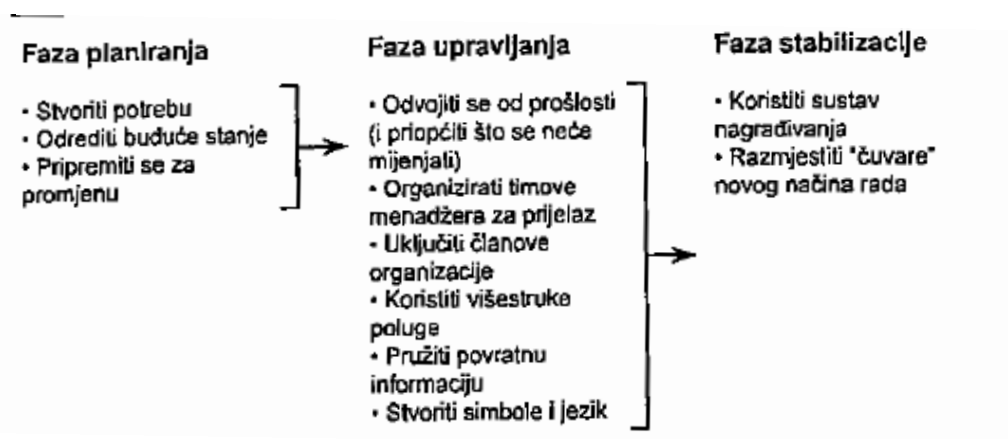 Faza planiranja
• Stvoriti potrebu
• Odrediti buduće stanje
• Pripremiti se za
promjenu
Faza upravljanja
• Odvojiti se od prošlosti
(i priopćiti što se neće
mijenjati)
• Organizirati timove
menadžera za prijelaz
• Uključiti članove
organizacije
• Koristiti višestruke
poluge
• Pružiti povratnu
informaciju
• Stvoriti simbole i jezik
Faza stabilizacije
• Koristiti sustav
nagrađivanja
• Razmjestiti "čuvare"
novog načina rada